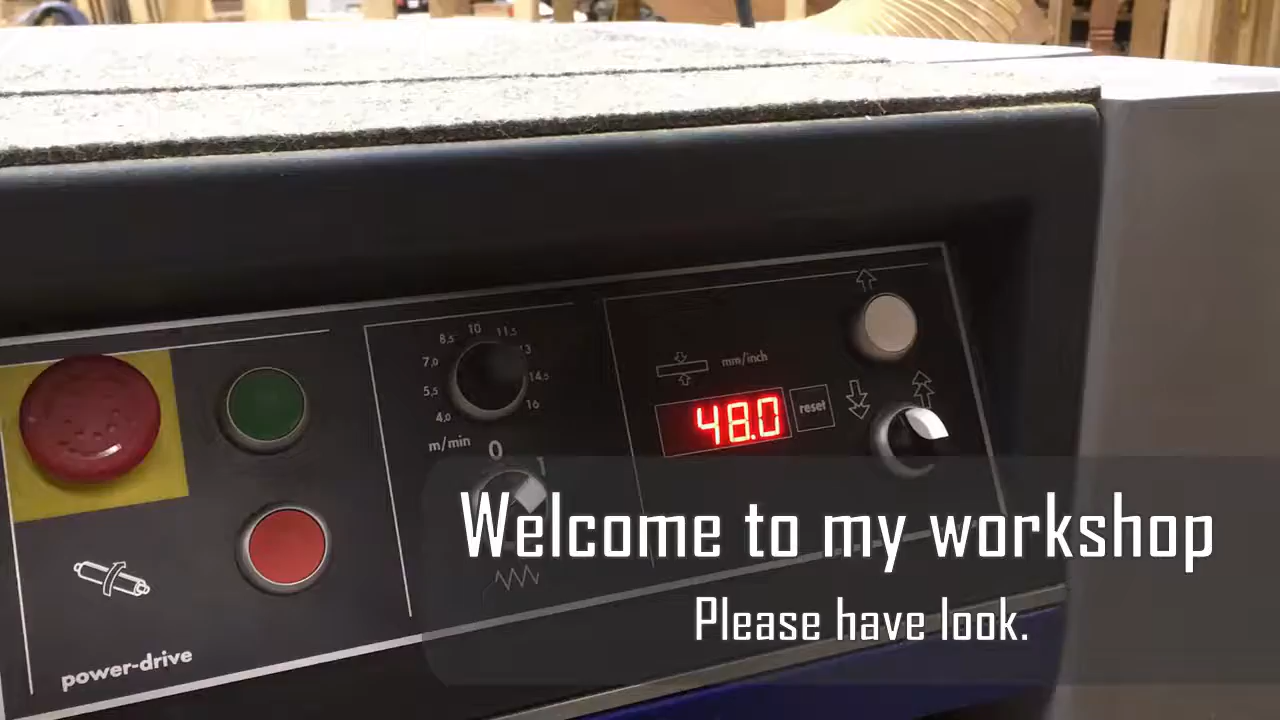 10
8,5
11,5
7,0
13
5,5
14,5
4,0
16
m/min
0
1
mm/inch
48.0
reset
power-drive
Welcome to my workshop
Please have look.